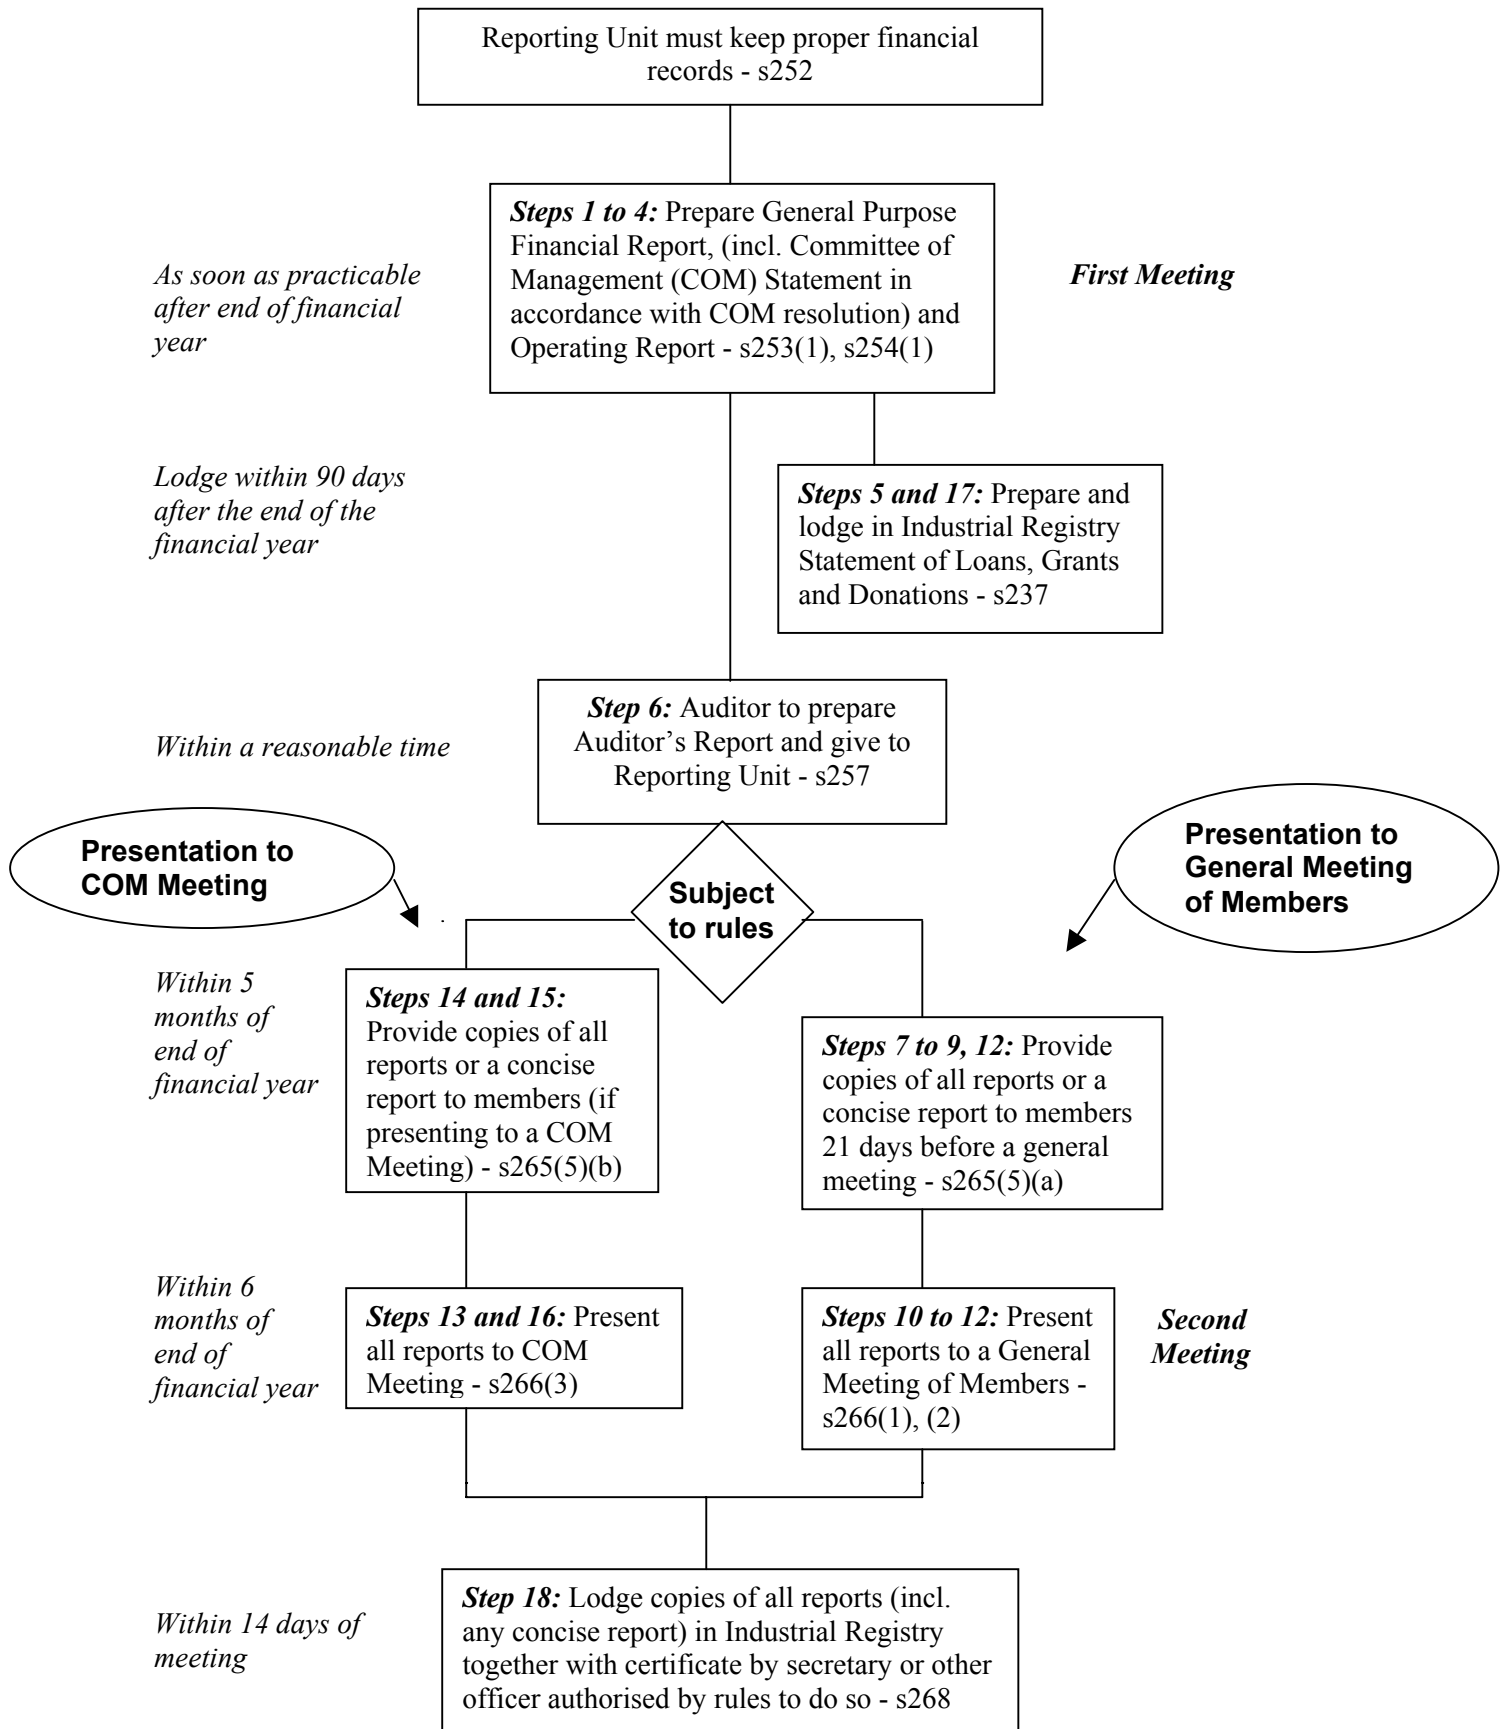 Reporting Unit must keep proper financial
records - s252
As soon as practicable
after end of financial
year
Steps 1 to 4: Prepare General Purpose
Financial Report, (incl. Committee of
Management (COM) Statement in
accordance with COM resolution) and
Operating Report - s253(1), s254(1)
First Meeting
Lodge within 90 days
after the end of the
financial year
Steps 5 and 17: Prepare and
lodge in Industrial Registry
Statement of Loans, Grants
and Donations - s237
Within a reasonable time
Step 6: Auditor to prepare
Auditor’s Report and give to
Reporting Unit - s257
Presentation to
COM Meeting
Subject
to rules
Presentation to
General Meeting
of Members
Within 5
months of
end of
financial year
Steps 14 and 15:
Provide copies of all
reports or a concise
report to members (if
presenting to a COM
Meeting) - s265(5)(b)
Steps 7 to 9, 12: Provide
copies of all reports or a
concise report to members
21 days before a general
meeting - s265(5)(a)
Within 6
months of
end of
financial year
Steps 13 and 16: Present
all reports to COM
Meeting - s266(3)
Steps 10 to 12: Present
all reports to a General
Meeting of Members -
s266(1), (2)
Second
Meeting
Within 14 days of
meeting
Step 18: Lodge copies of all reports (incl.
any concise report) in Industrial Registry
together with certificate by secretary or other
officer authorised by rules to do so - s268